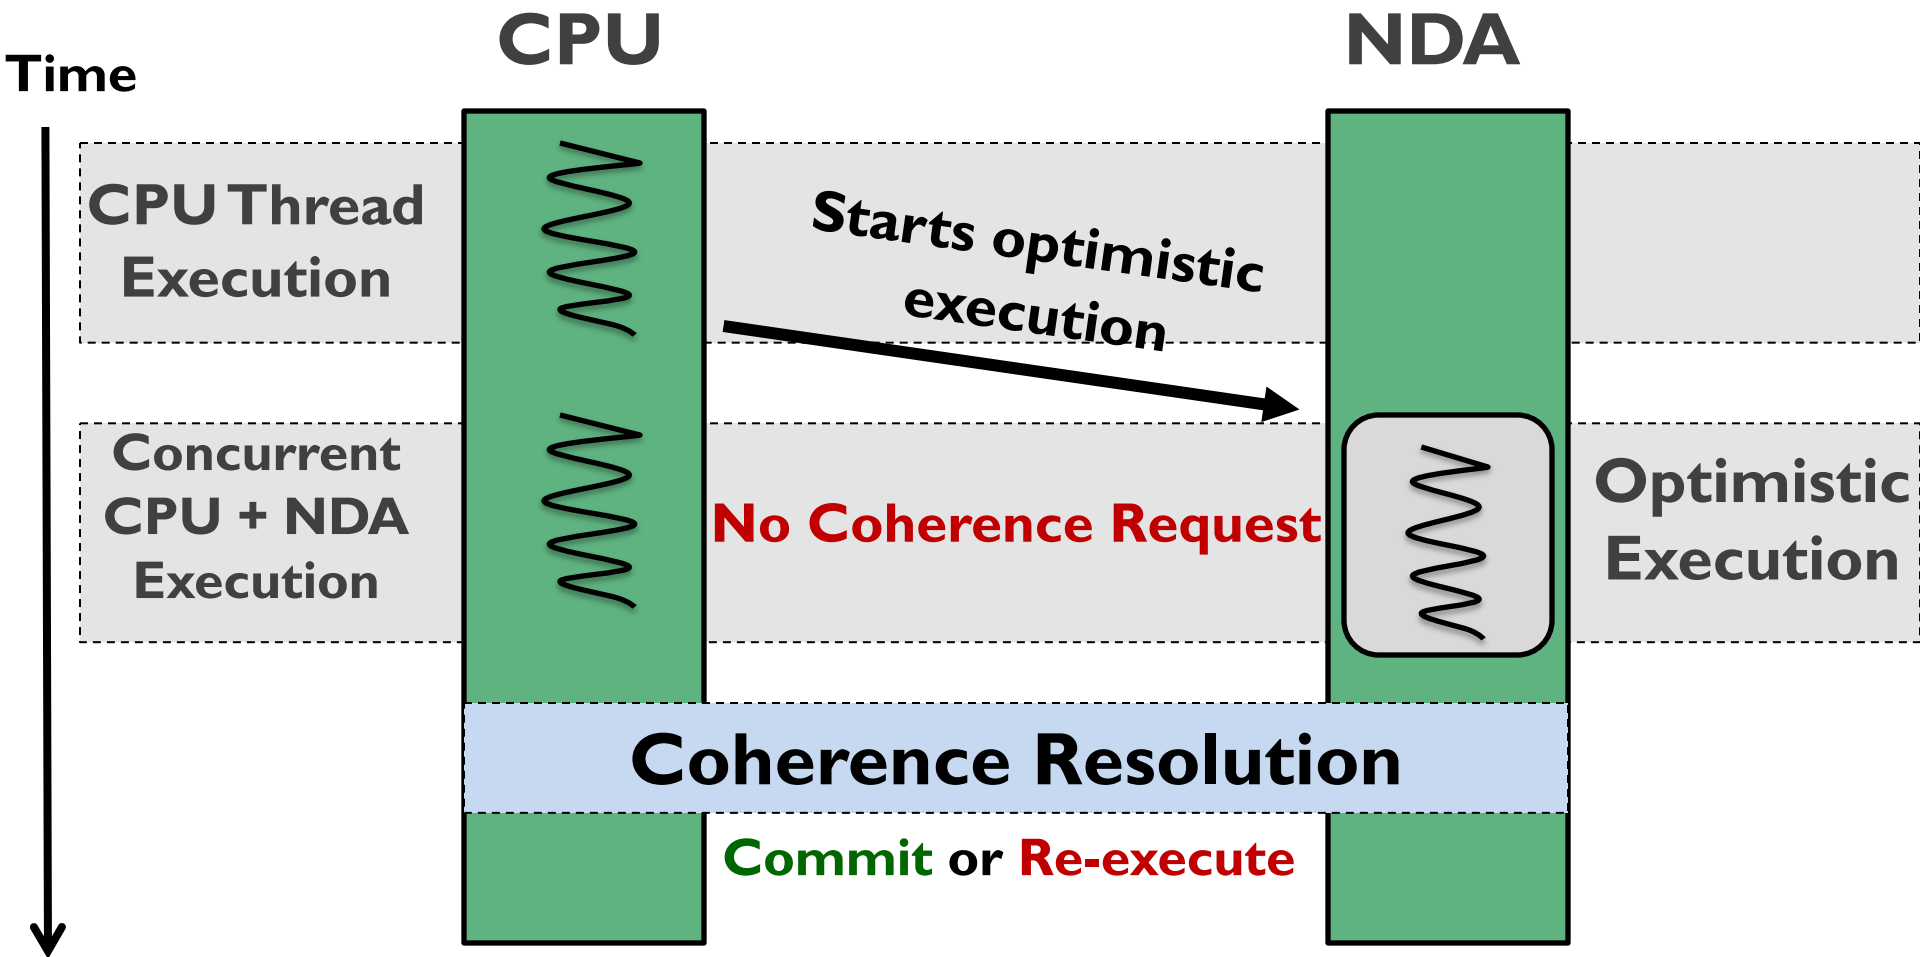 CPU
NDA
Time
CPU Thread
Execution
Starts optimistic
execution
Concurrent
CPU + NDA
Execution
No Coherence Request
Optimistic
Execution
Coherence Resolution
Commit or Re-execute